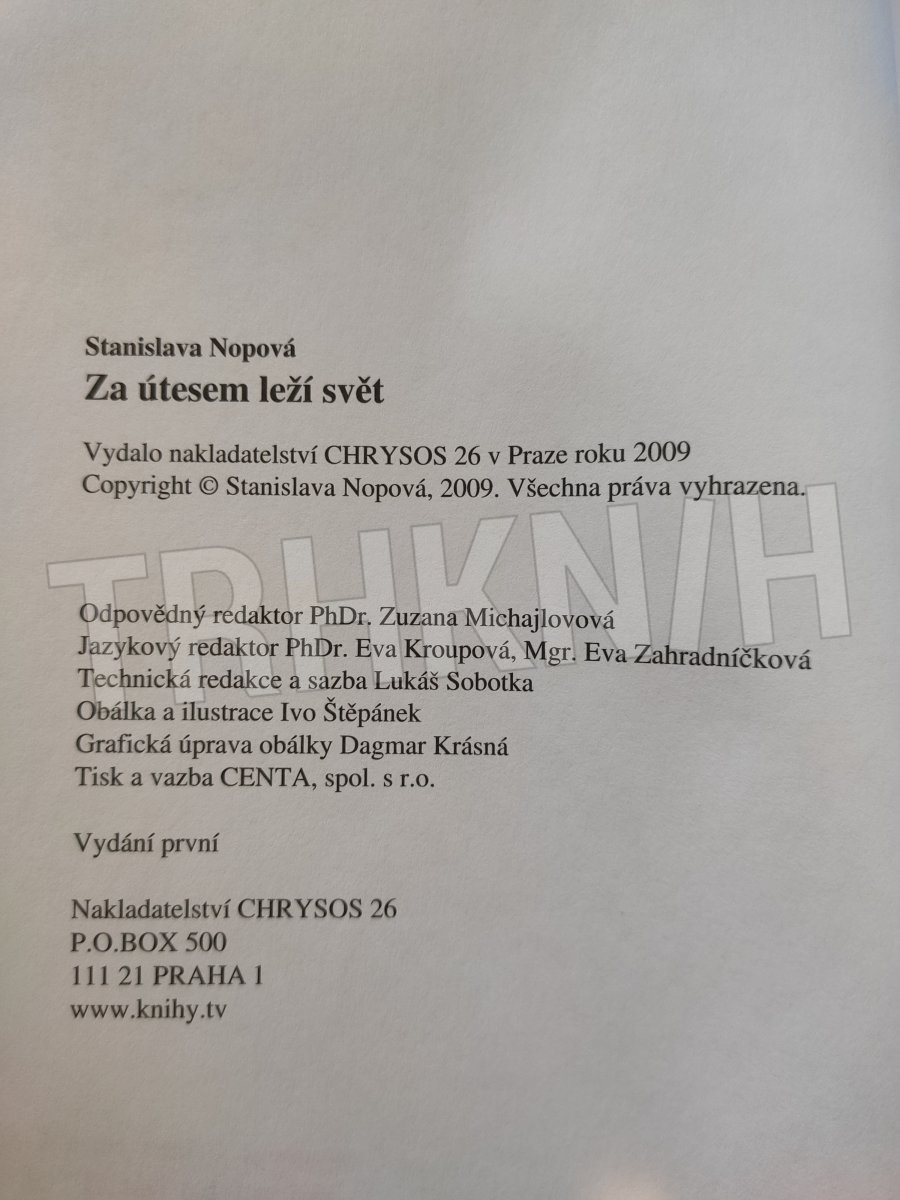 Stanislava Nopová
Za útesem leží svět
Vydalo nakladatelství CHRYSOS 26 v Praze roku 2009
Copyright © Stanislava Nopová, 2009. Všechna práva vyhrazena.
TRHKN/H
Odpovědný redaktor PhDr. Zuzana Michajlovová
Jazykový redaktor PhDr. Eva Kroupová, Mgr. Eva Zahradníčková
Technická redakce a sazba Lukáš Sobotka
Obálka a ilustrace Ivo Štěpánek
Grafická úprava obálky Dagmar Krásná
Tisk a vazba CENTA, spol. s r.o.
Vydání první
Nakladatelství CHRYSOS 26
P.O.BOX 500
111 21 PRAHA 1
www.knihy.tv